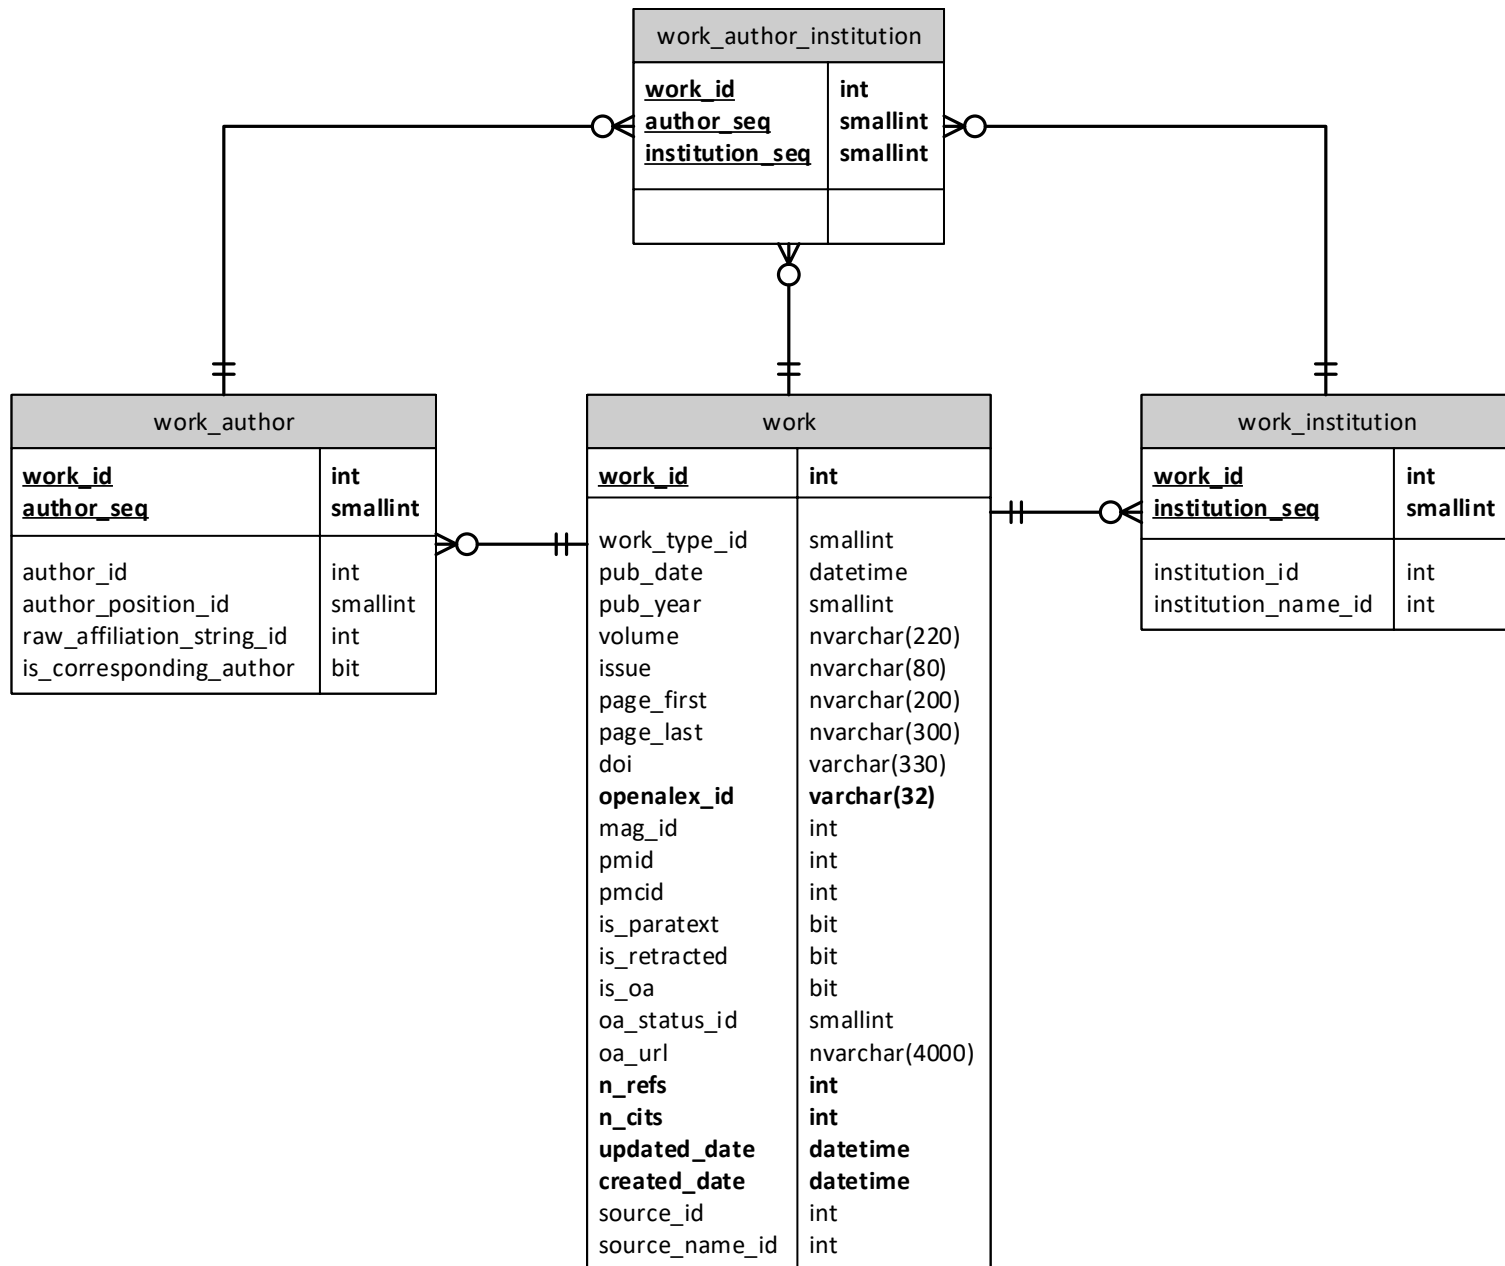 work_author_institution
work_id int
author_seq smallint
institution_seq smallint
work_author
work_id int
author_seq smallint
author_id int
author_position_id smallint
raw_affiliation_string_id int
is_corresponding_author bit
work
work_id int
work_type_id smallint
pub_date datetime
pub_year smallint
volume nvarchar(220)
issue nvarchar(80)
page_first nvarchar(200)
page_last nvarchar(300)
doi varchar(330)
openalex_id varchar(32)
mag_id int
pmid int
pmcid int
is_paratext bit
is_retracted bit
is_oa bit
oa_status_id smallint
oa_url nvarchar(4000)
n_refs int
n_cits int
updated_date datetime
created_date datetime
source_id int
source_name_id int
work_institution
work_id int
institution_seq smallint
institution_id int
institution_name_id int